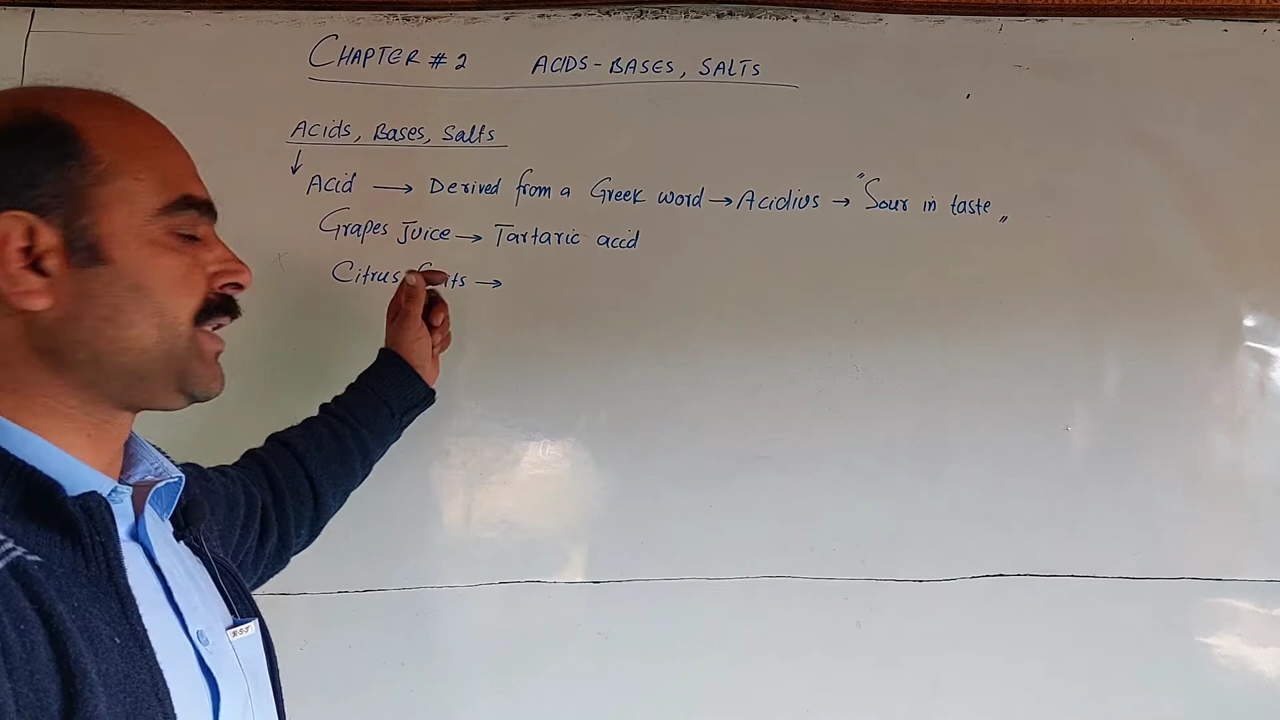 CHAPTER # 2 ACIDS-BASES, SALTS
Acids, Bases, Salts
↓ Acid → Derived from a Greek word → Acidius → "Sour in taste„
Grapes Juice → Tartaric acid
Citrus →